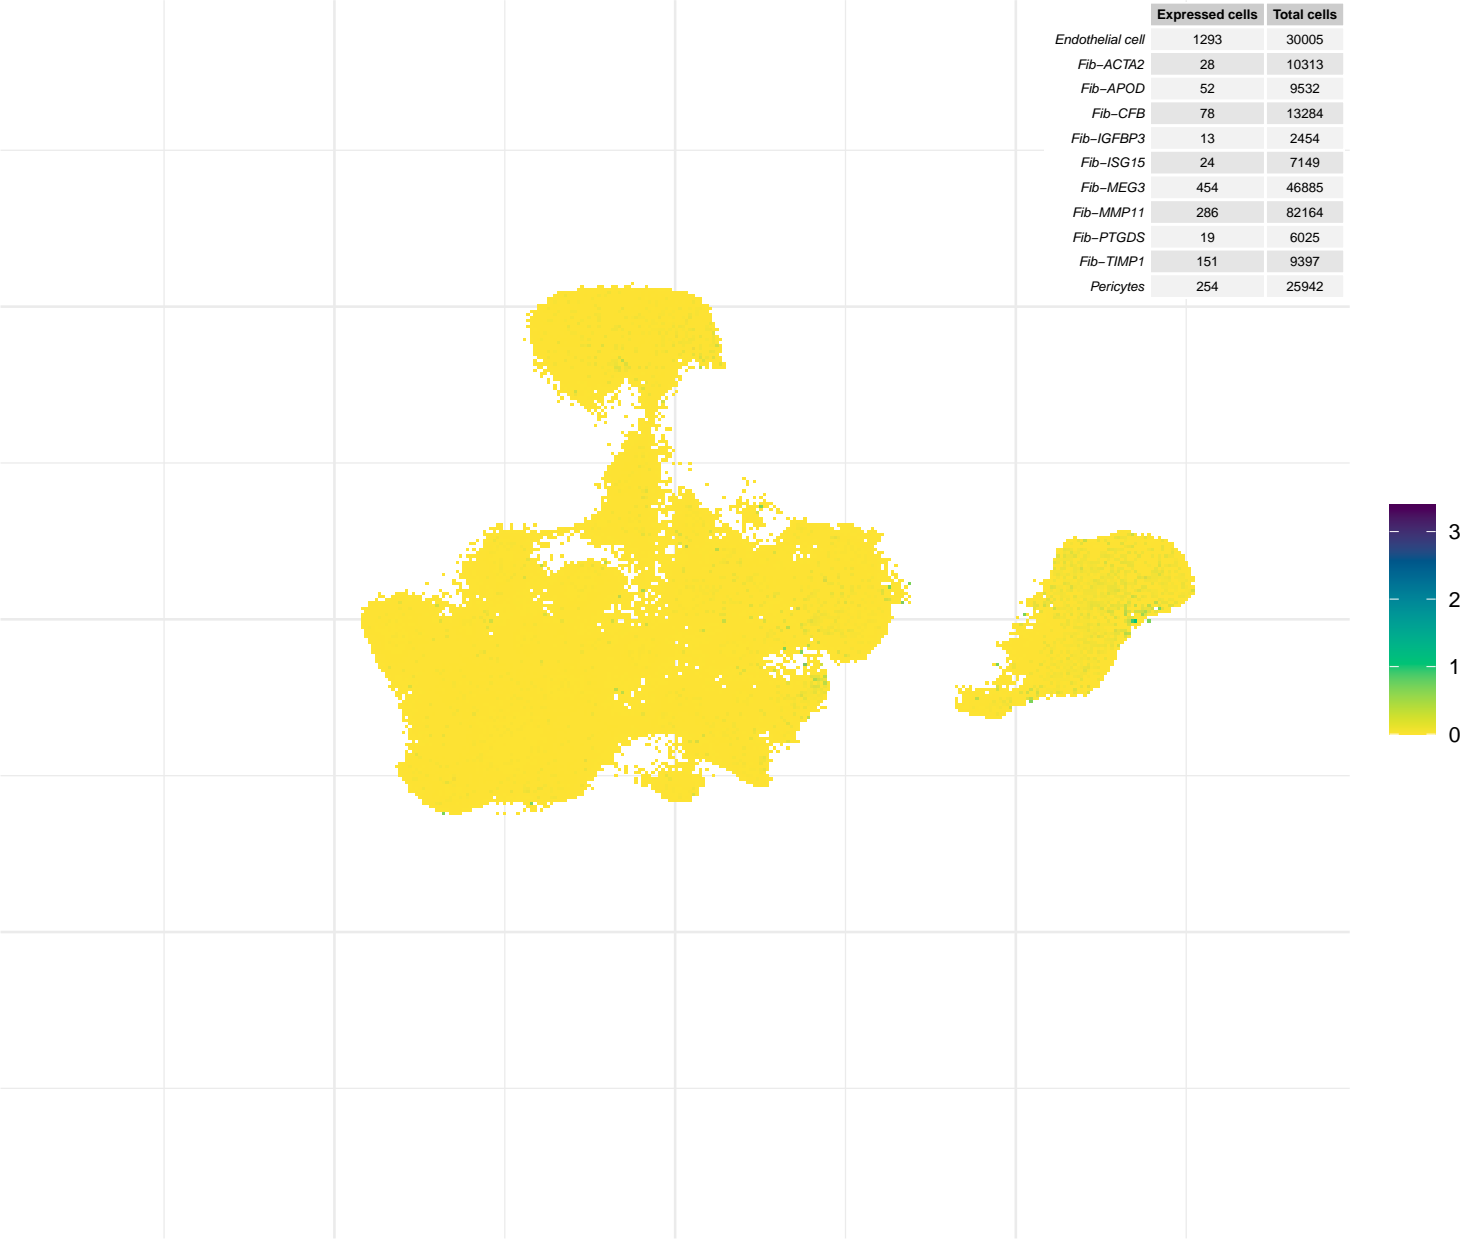 Expressed cells Total cells
Endothelial cell 1293 30005
Fib−ACTA2 28 10313
Fib−APOD 52 9532
Fib−CFB 78 13284
Fib−IGFBP3 13 2454
Fib−ISG15 24 7149
Fib−MEG3 454 46885
Fib−MMP11 286 82164
Fib−PTGDS 19 6025
Fib−TIMP1 151 9397
Pericytes 254 25942
3
2
1
0